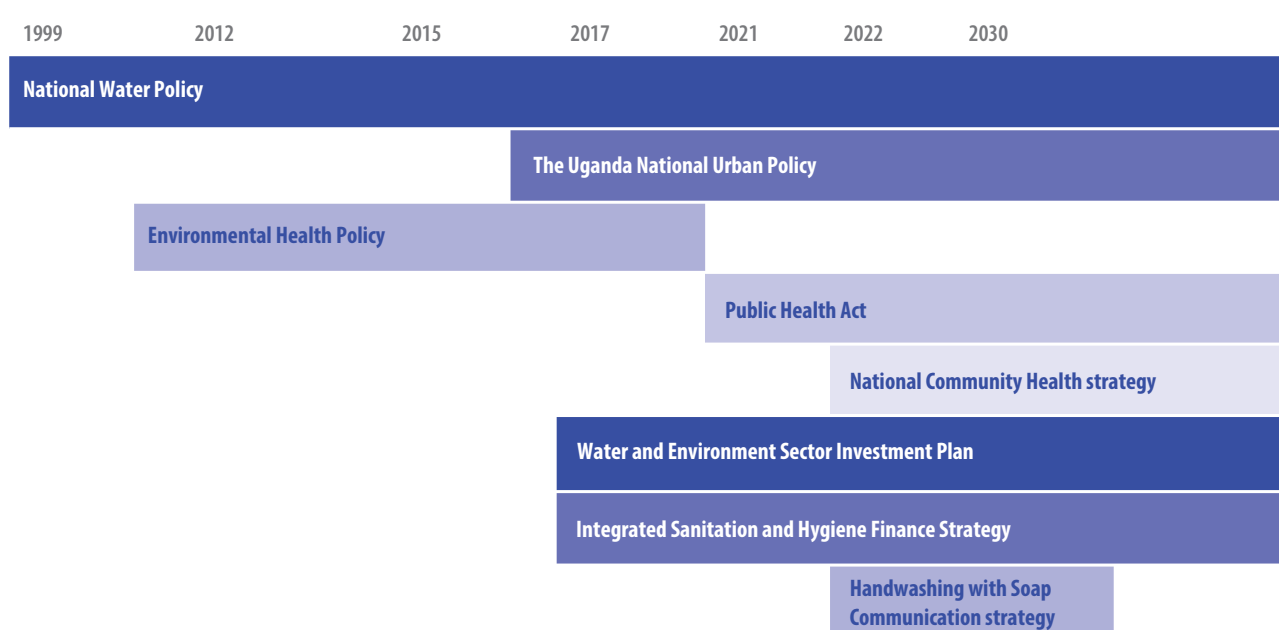 1999 2012 2015 2017 2021 2022 2030
National Water Policy
The Uganda National Urban Policy
Environmental Health Policy
Public Health Act
National Community Health strategy
Water and Environment Sector Investment Plan
Integrated Sanitation and Hygiene Finance Strategy
Handwashing with Soap
Communication strategy